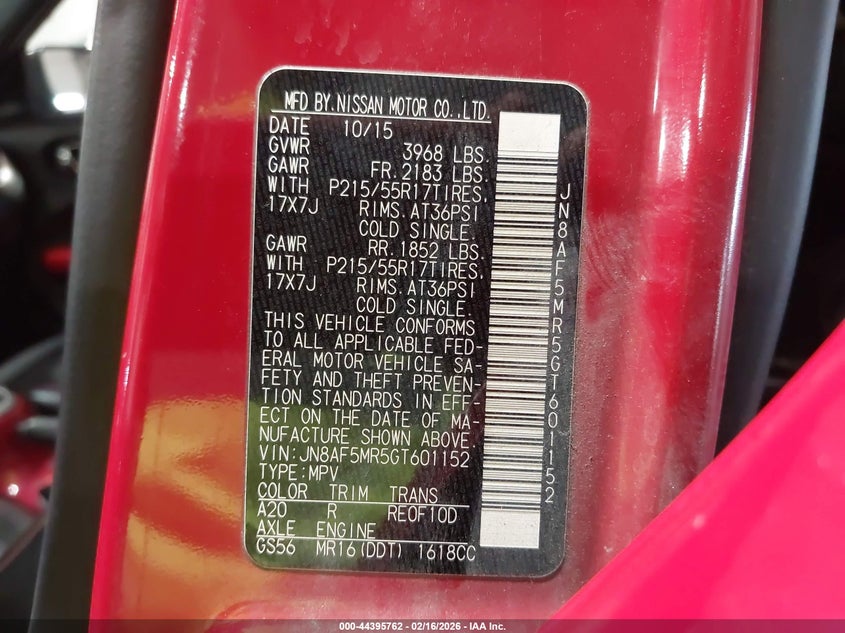 MFD BY NISSAN MOTOR CO.,LTD.
DATE 10/15
GVWR 3968 LBS.
GAWR FR.2183 LBS.
WITH P215/55R17TIRES,
17X7J RIMS.AT36PSI
COLD SINGLE.
GAWR RR.1852 LBS.
WITH P215/55R17TIRES,
17X7J RIMS.AT36PSI
COLD SINGLE.
THIS VEHICLE CONFORMS
TO ALL APPLICABLE FED-
ERAL MOTOR VEHICLE SA-
FETY AND THEFT PREVEN-
TION STANDARDS IN EFF-
ECT ON THE DATE OF MA-
NUFACTURE SHOWN ABOVE.
VIN:JN8AF5MR5GT601152
TYPE:MPV
COLOR TRIM TRANS
A20 R RE0F10D
AXLE ENGINE
GS56 MR16(DDT) 1618CC
JN8AF5MR5GT601152
000-44395762 - 02/16/2026 - IAA Inc.